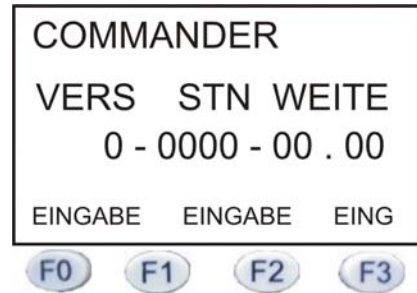 COMMANDER
VERS STN WEITE
0 - 0000 - 00 . 00
EINGABE EINGABE EING
F0 F1 F2 F3